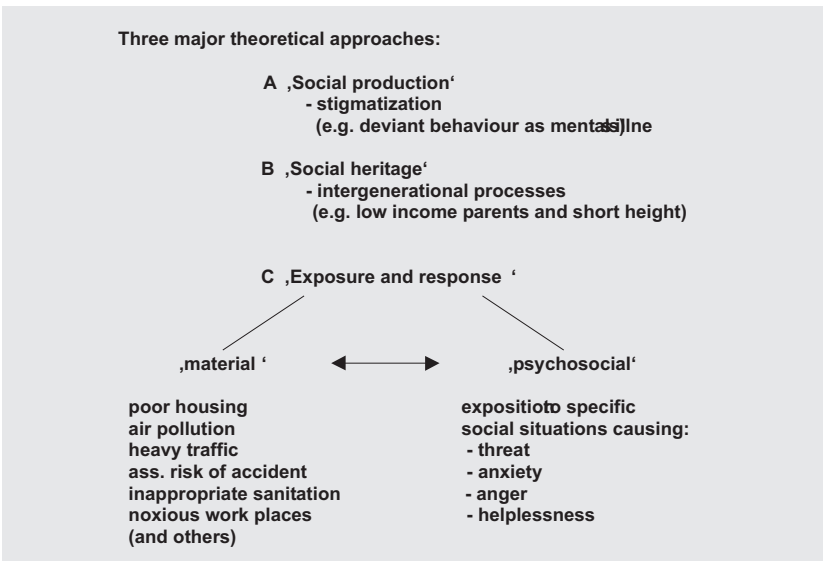 Three major theoretical approaches:
A ‚Social production‘
- stigmatization
(e.g. deviant behaviour as
B ‚Social heritage‘
- intergenerational processes
(e.g. low income parents and short height)
C ‚Exposure and response ‘
‚material ‘
‚psychosocial‘
poor housing
air pollution
heavy traffic
ass. risk of accident
inappropriate sanitation
noxious work places
(and others)
exposition to specific
social situations causing:
- threat
- anxiety
- anger
- helplessness